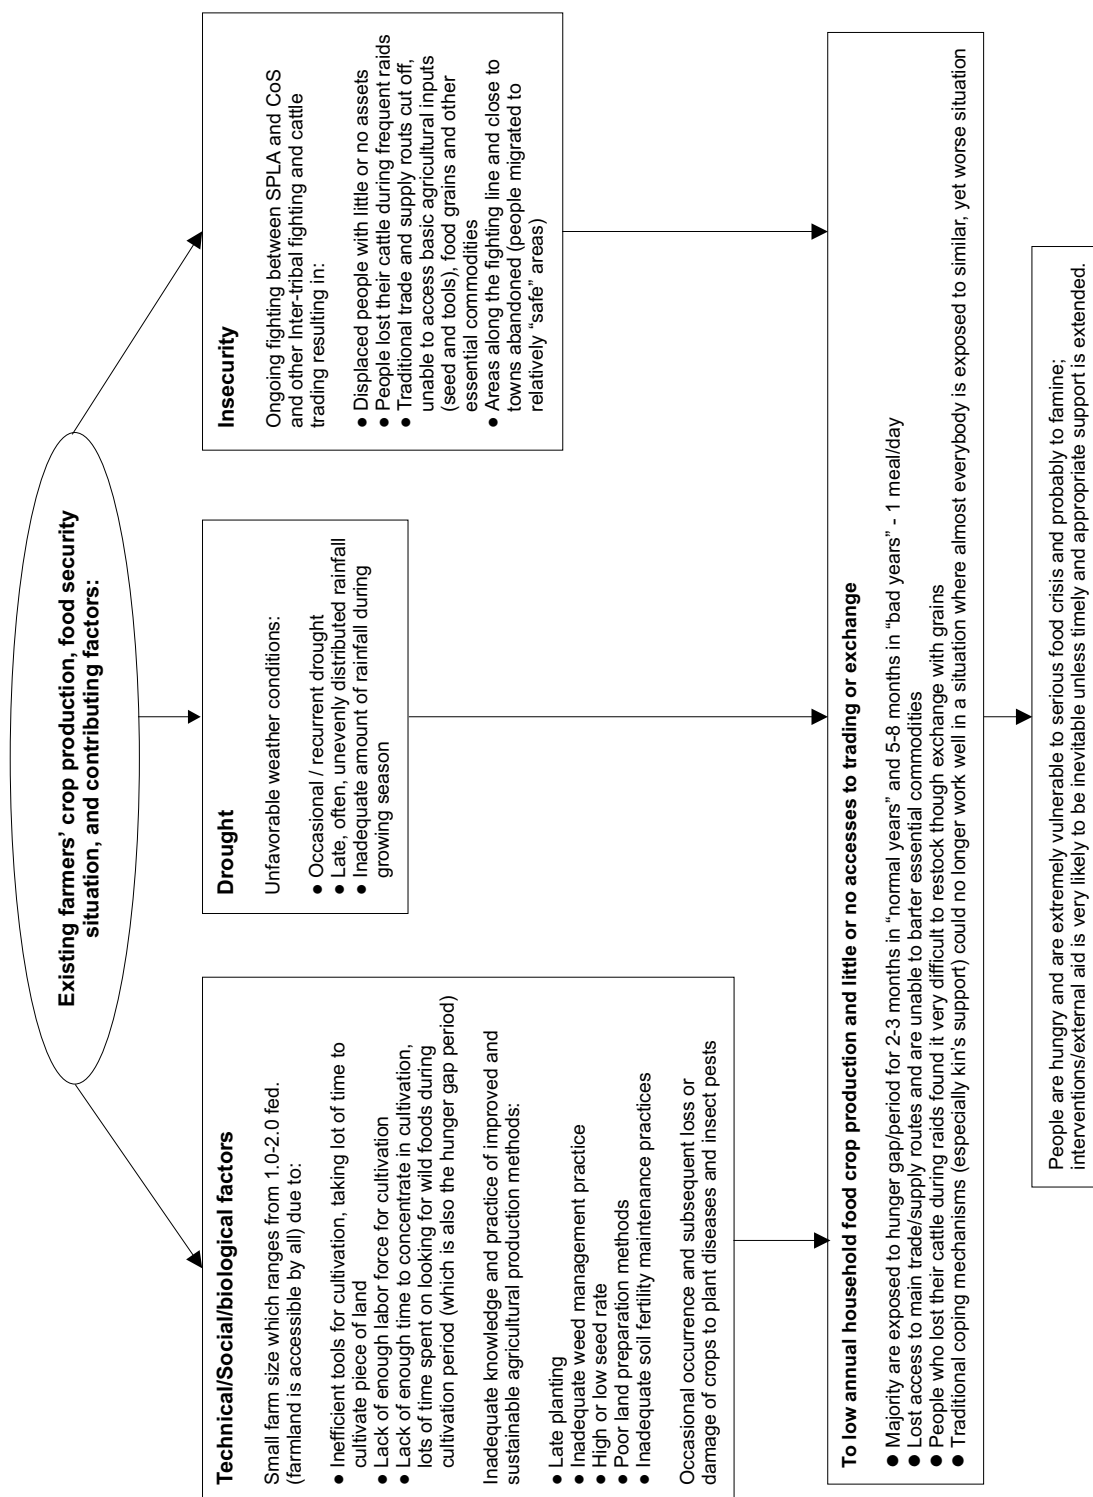 Existing farmers’ crop production, food security
situation, and contributing factors:
Technical/Social/biological factors
Small farm size which ranges from 1.0-2.0 fed.
(farmland is accessible by all) due to:
● Inefficient tools for cultivation, taking lot of time to
cultivate piece of land
● Lack of enough labor force for cultivation
● Lack of enough time to concentrate in cultivation,
lots of time spent on looking for wild foods during
cultivation period (which is also the hunger gap period)
Inadequate knowledge and practice of improved and
sustainable agricultural production methods:
● Late planting
● Inadequate weed management practice
● High or low seed rate
● Poor land preparation methods
● Inadequate soil fertility maintenance practices
Occasional occurrence and subsequent loss or
damage of crops to plant diseases and insect pests
Drought
Unfavorable weather conditions:
● Occasional / recurrent drought
● Late, often, unevenly distributed rainfall
● Inadequate amount of rainfall during
growing season
Insecurity
Ongoing fighting between SPLA and CoS
and other Inter-tribal fighting and cattle
trading resulting in:
● Displaced people with little or no assets
● People lost their cattle during frequent raids
● Traditional trade and supply routs cut off,
unable to access basic agricultural inputs
(seed and tools), food grains and other
essential commodities
● Areas along the fighting line and close to
towns abandoned (people migrated to
relatively “safe” areas)
To low annual household food crop production and little or no accesses to trading or exchange
● Majority are exposed to hunger gap/period for 2-3 months in “normal years” and 5-8 months in “bad years” - 1 meal/day
● Lost access to main trade/supply routes and are unable to barter essential commodities
● People who lost their cattle during raids found it very difficult to restock though exchange with grains
● Traditional coping mechanisms (especially kin’s support) could no longer work well in a situation where almost everybody is exposed to similar, yet worse situation
People are hungry and are extremely vulnerable to serious food crisis and probably to famine;
interventions/external aid is very likely to be inevitable unless timely and appropriate support is extended.